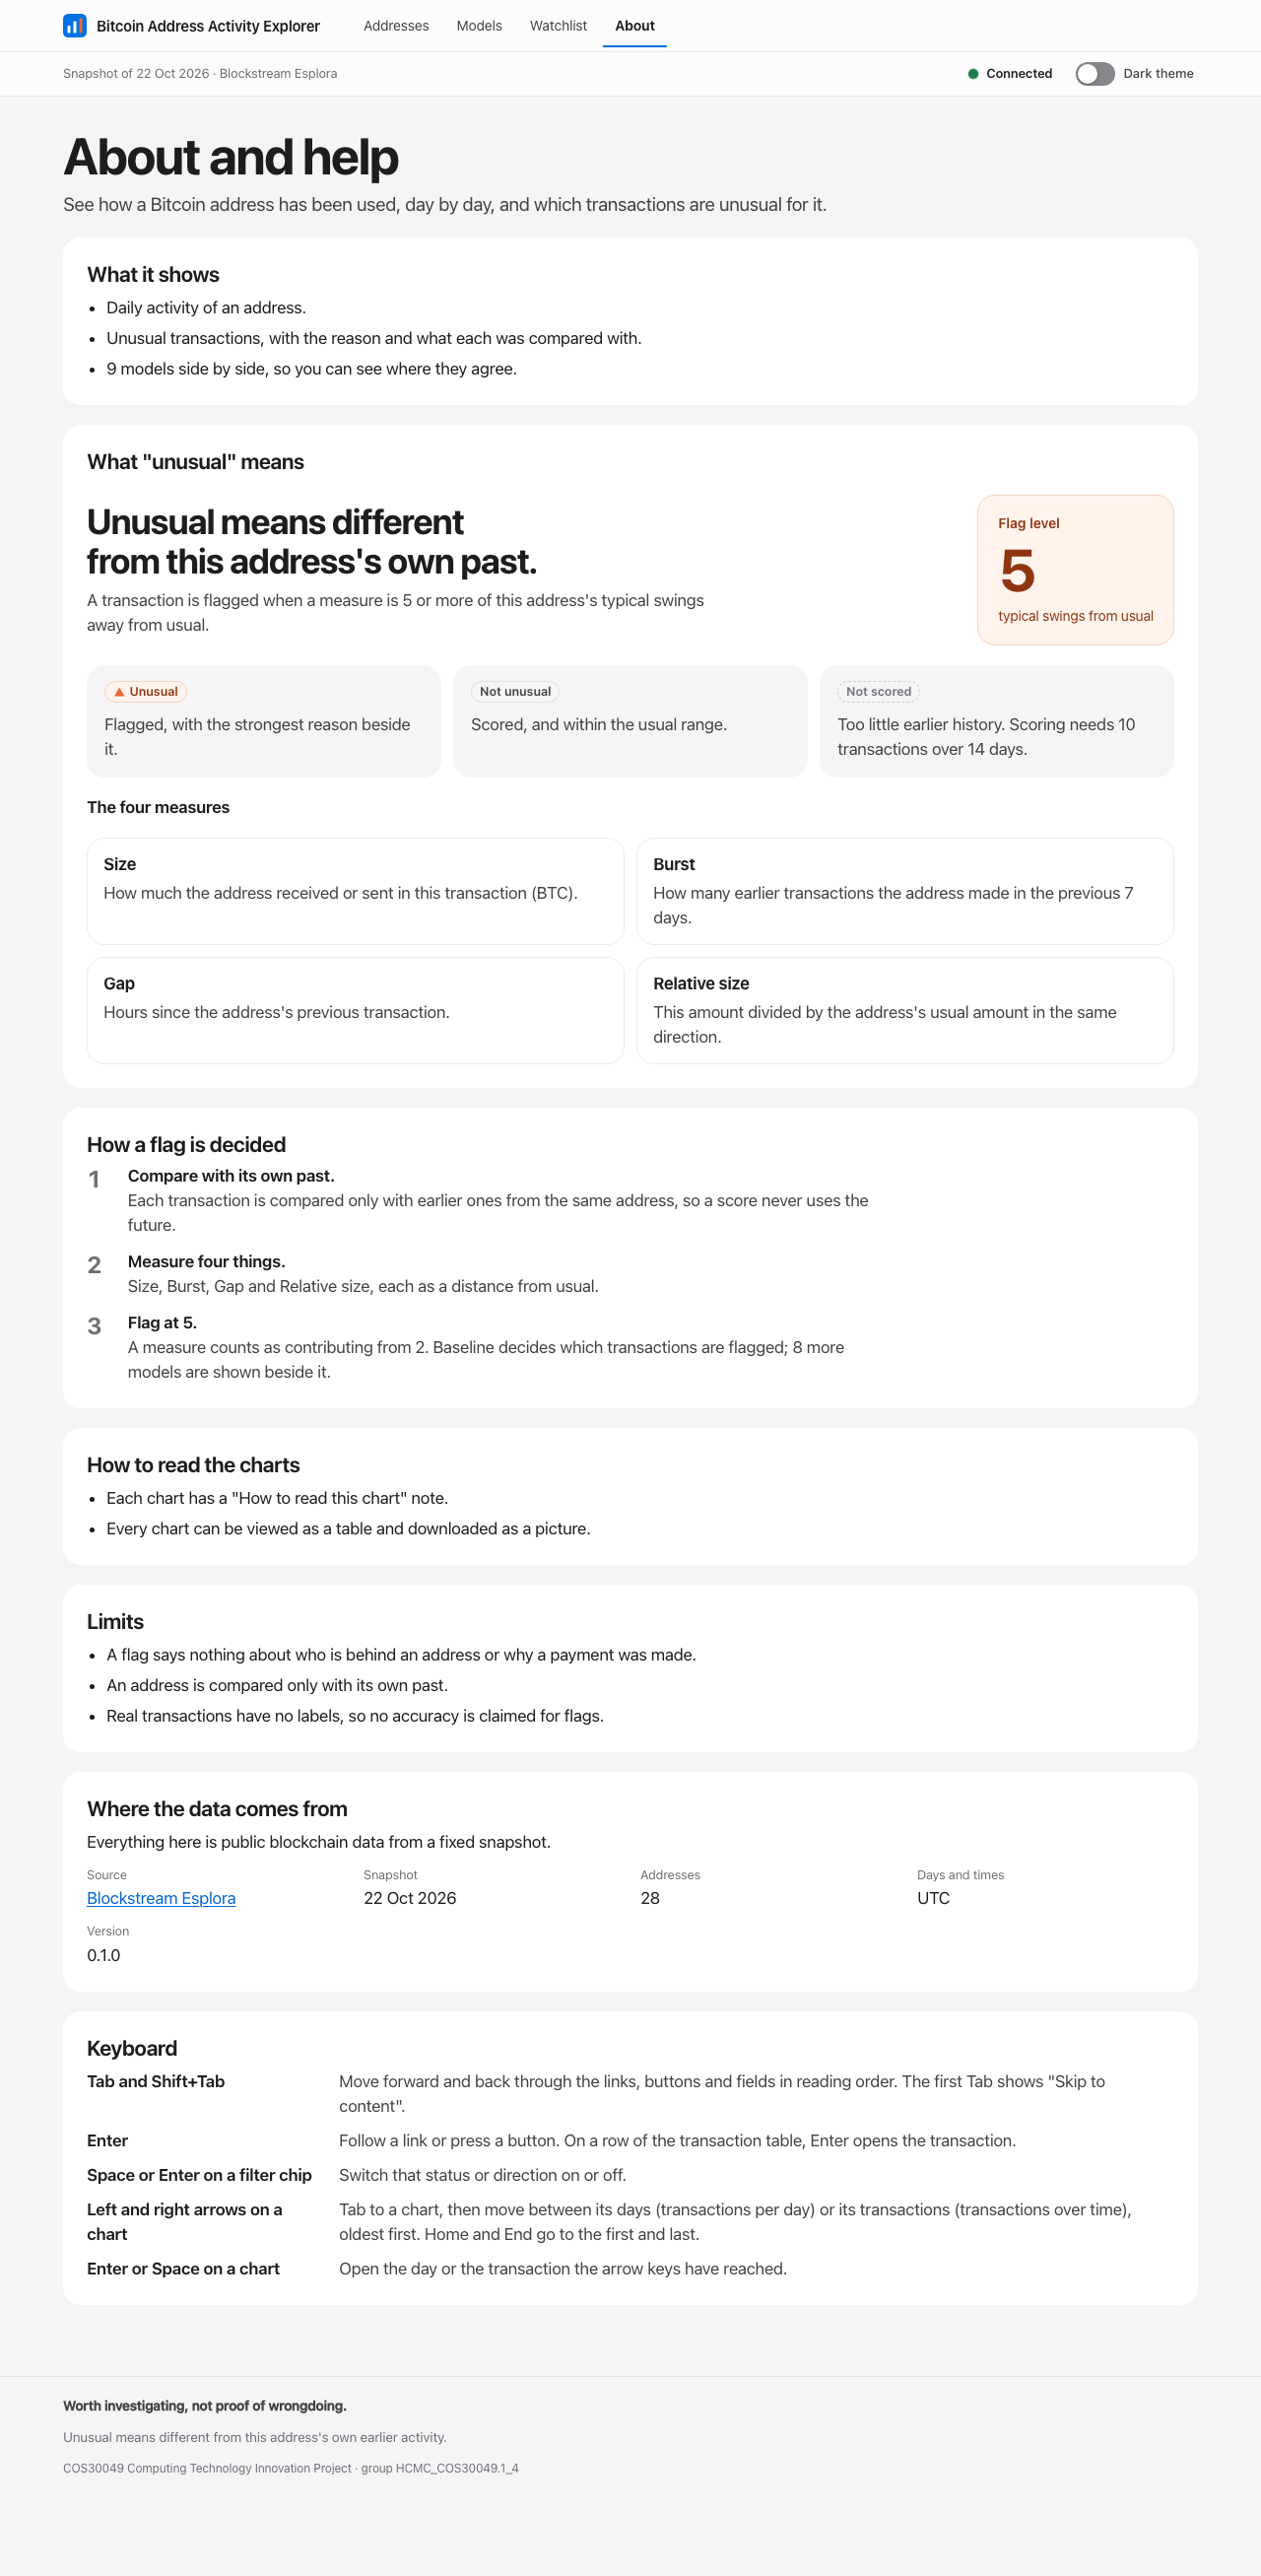 Bitcoin Address Activity Explorer
Addresses
Models
Watchlist
About
Snapshot of 22 Oct 2026 · Blockstream Esplora
Connected
Dark theme
About and help
See how a Bitcoin address has been used, day by day, and which transactions are unusual for it.
What it shows
• Daily activity of an address.
• Unusual transactions, with the reason and what each was compared with.
• 9 models side by side, so you can see where they agree.
What "unusual" means
Unusual means different
from this address's own past.
A transaction is flagged when a measure is 5 or more of this address's typical swings
away from usual.
Flag level
5
typical swings from usual
Unusual
Flagged, with the strongest reason beside
it.
Not unusual
Scored, and within the usual range.
Not scored
Too little earlier history. Scoring needs 10
transactions over 14 days.
The four measures
Size
How much the address received or sent in this transaction (BTC).
Burst
How many earlier transactions the address made in the previous 7
days.
Gap
Hours since the address's previous transaction.
Relative size
This amount divided by the address's usual amount in the same
direction.
How a flag is decided
1
Compare with its own past.
Each transaction is compared only with earlier ones from the same address, so a score never uses the
future.
2
Measure four things.
Size, Burst, Gap and Relative size, each as a distance from usual.
3
Flag at 5.
A measure counts as contributing from 2. Baseline decides which transactions are flagged; 8 more
models are shown beside it.
How to read the charts
• Each chart has a "How to read this chart" note.
• Every chart can be viewed as a table and downloaded as a picture.
Limits
• A flag says nothing about who is behind an address or why a payment was made.
• An address is compared only with its own past.
• Real transactions have no labels, so no accuracy is claimed for flags.
Where the data comes from
Everything here is public blockchain data from a fixed snapshot.
Source
Blockstream Esplora
Snapshot
22 Oct 2026
Addresses
28
Days and times
UTC
Version
0.1.0
Keyboard
Tab and Shift+Tab
Move forward and back through the links, buttons and fields in reading order. The first Tab shows "Skip to
content".
Enter
Follow a link or press a button. On a row of the transaction table, Enter opens the transaction.
Space or Enter on a filter chip
Switch that status or direction on or off.
Left and right arrows on a
chart
Tab to a chart, then move between its days (transactions per day) or its transactions (transactions over time),
oldest first. Home and End go to the first and last.
Enter or Space on a chart
Open the day or the transaction the arrow keys have reached.
Worth investigating, not proof of wrongdoing.
Unusual means different from this address's own earlier activity.
COS30049 Computing Technology Innovation Project · group HCMC_COS30049.1_4